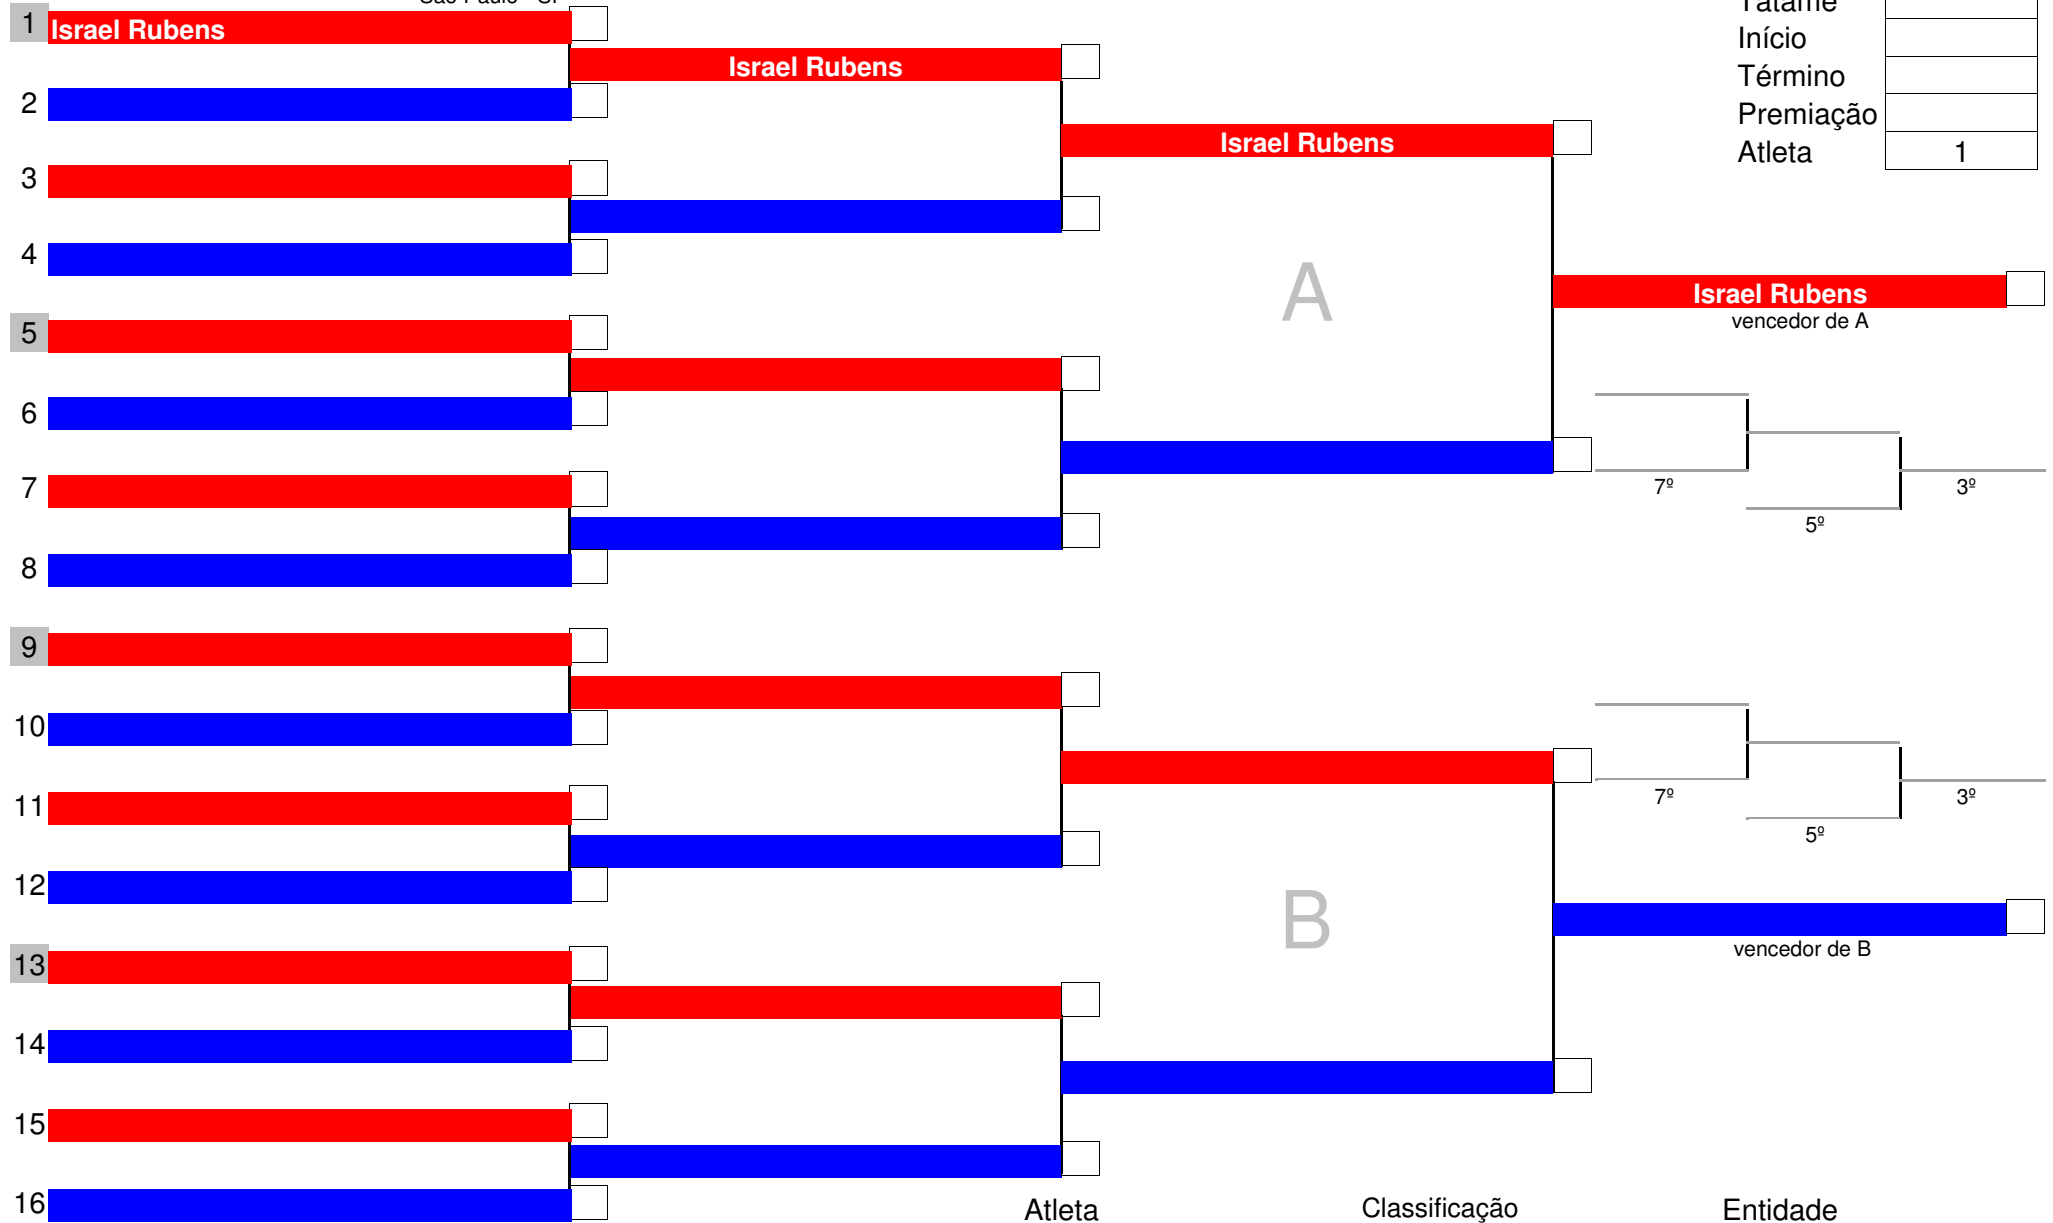 Tatame
1 Israel Rubens
Início
Israel Rubens
Término
2
Premiação
Israel Rubens
Atleta 1
3
4
A
Israel Rubens
vencedor de A
5
6
7º 3º
7
5º
8
9
10
11
7º 3º
5º
12
B
vencedor de B
13
14
15
16
Atleta Classificação Entidade